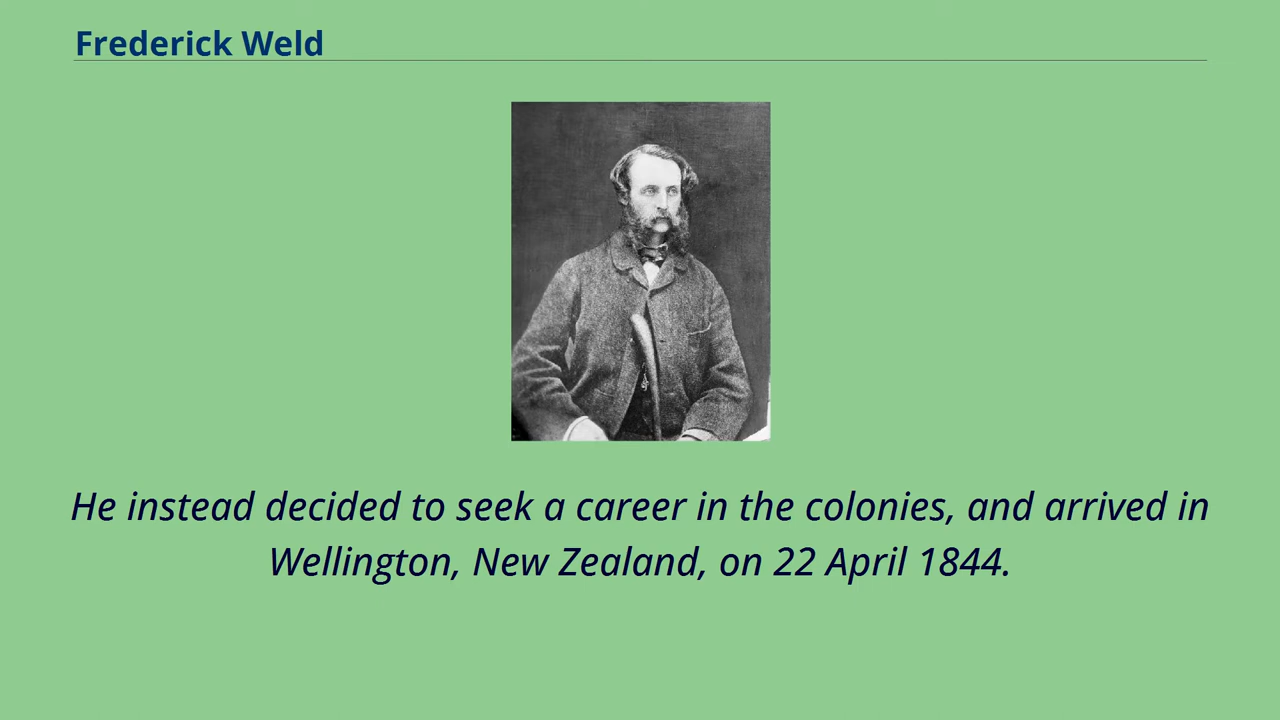 Frederick Weld
He instead decided to seek a career in the colonies, and arrived in
Wellington, New Zealand, on 22 April 1844.